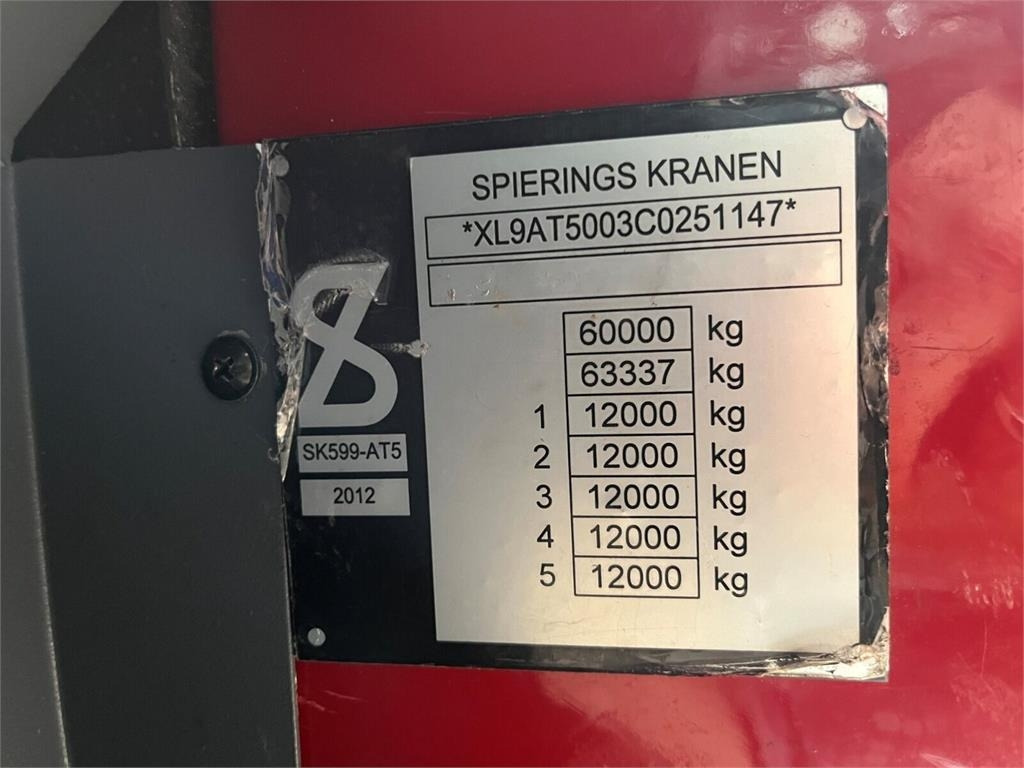 SPIERINGS KRANEN
*XL9AT5003C0251147*
60000 kg
63337 kg
1 12000 kg
2 12000 kg
3 12000 kg
4 12000 kg
5 12000 kg
SK599-AT5
2012